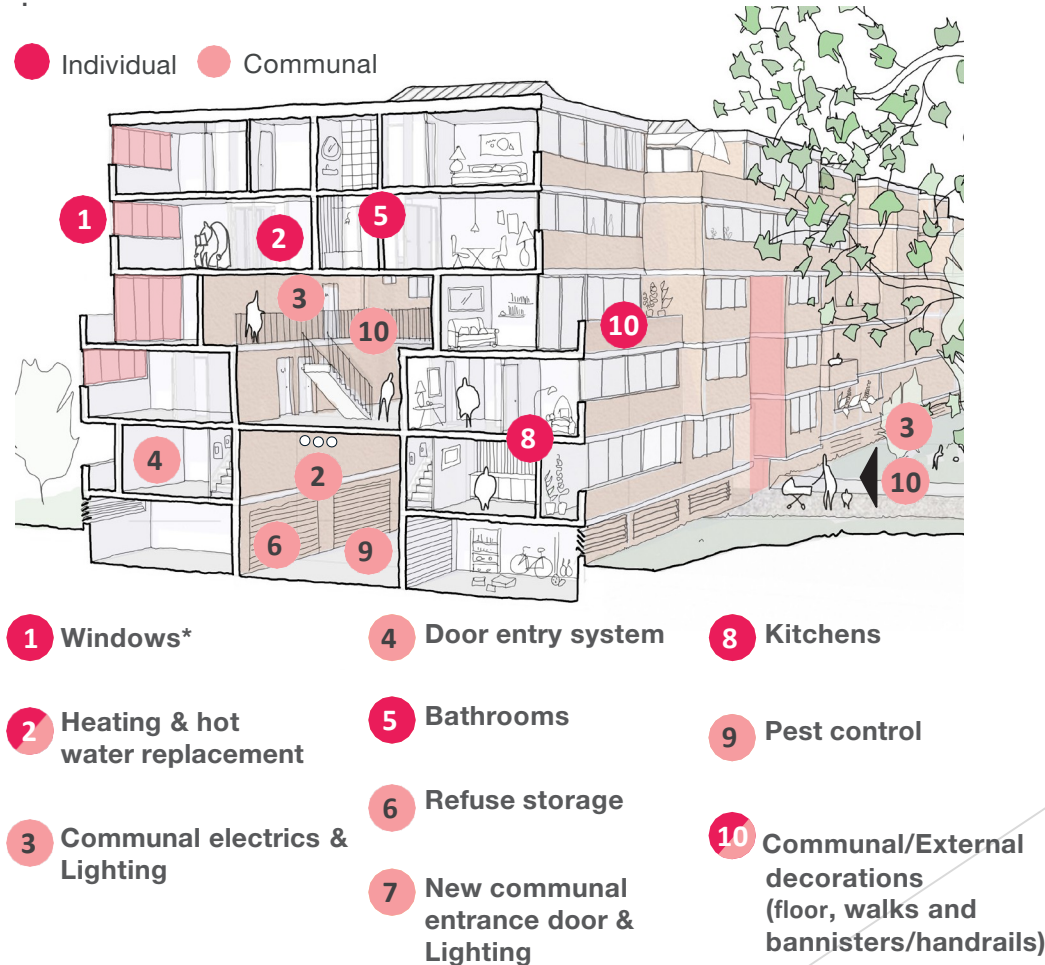 Individual
Communal
1
2
5
3
10
10
8
3
4
2
10
6
9
1 Windows*
2 Heating & hot
water replacement
3 Communal electrics &
Lighting
4 Door entry system
5 Bathrooms
6 Refuse storage
7 New communal
entrance door &
Lighting
8 Kitchens
9 Pest control
10 Communal/External
decorations
(floor, walks and
bannisters/handrails)